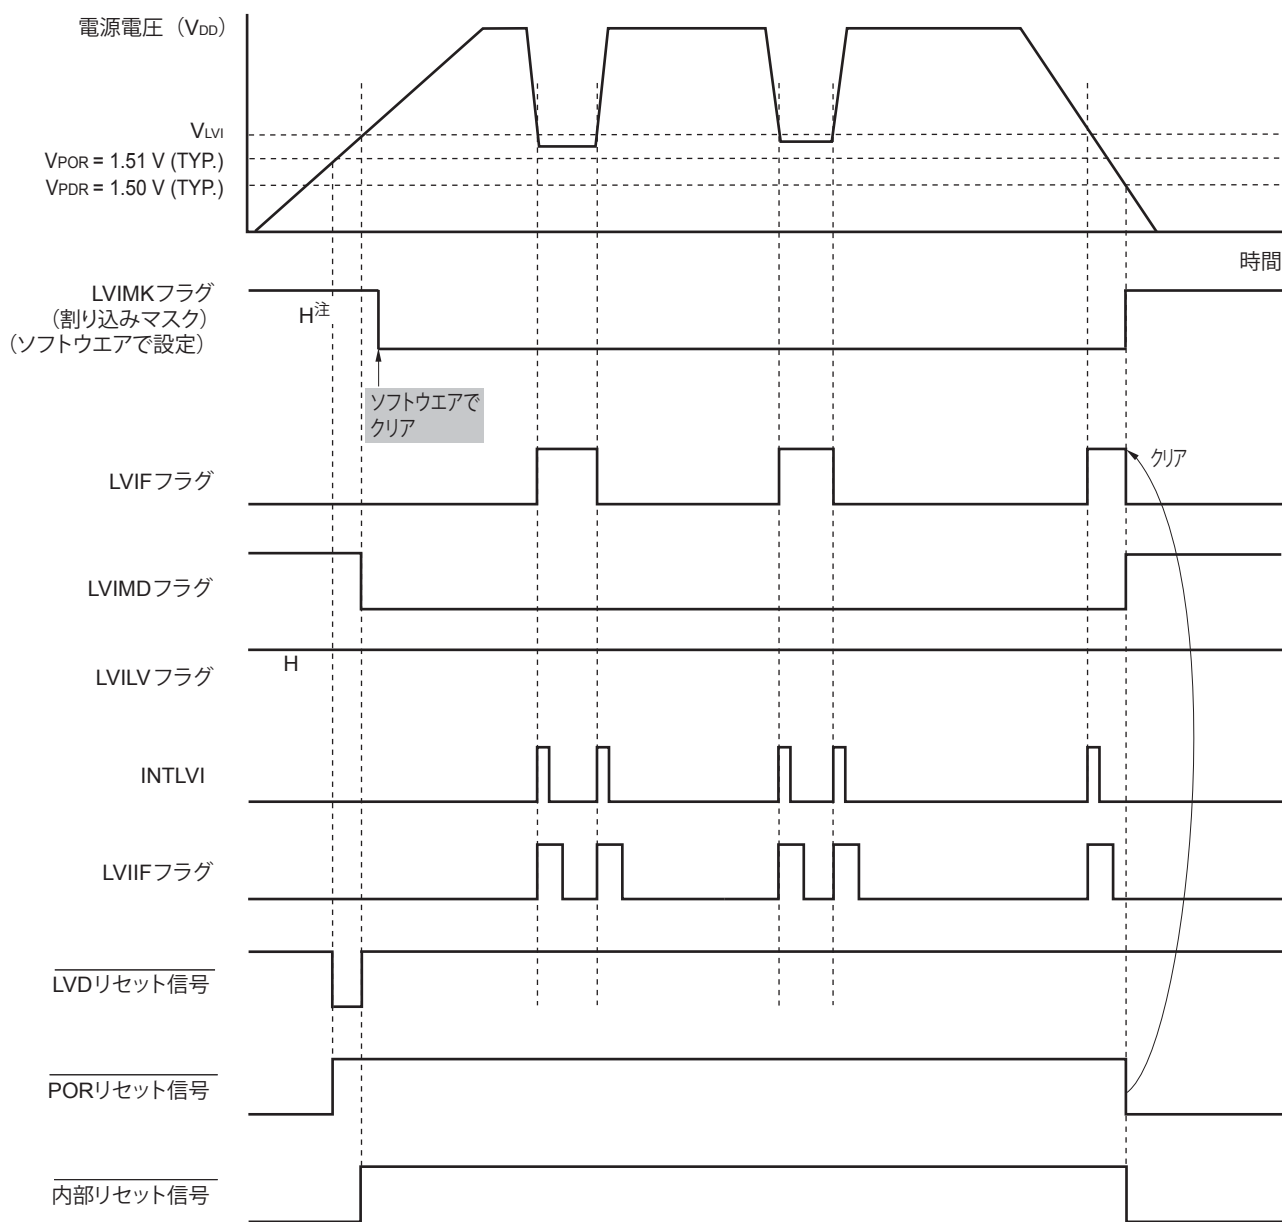 電源電圧（VDD）
VLVI
VPOR = 1.51 V (TYP.)
VPDR = 1.50 V (TYP.)
時間
LVIMKフラグ
（割り込みマスク）
（ソフトウエアで設定）
H注
ソフトウエアで
クリア
LVIFフラグ
クリア
LVIMDフラグ
H
LVILVフラグ
INTLVI
LVIIFフラグ
LVDリセット信号
PORリセット信号
内部リセット信号